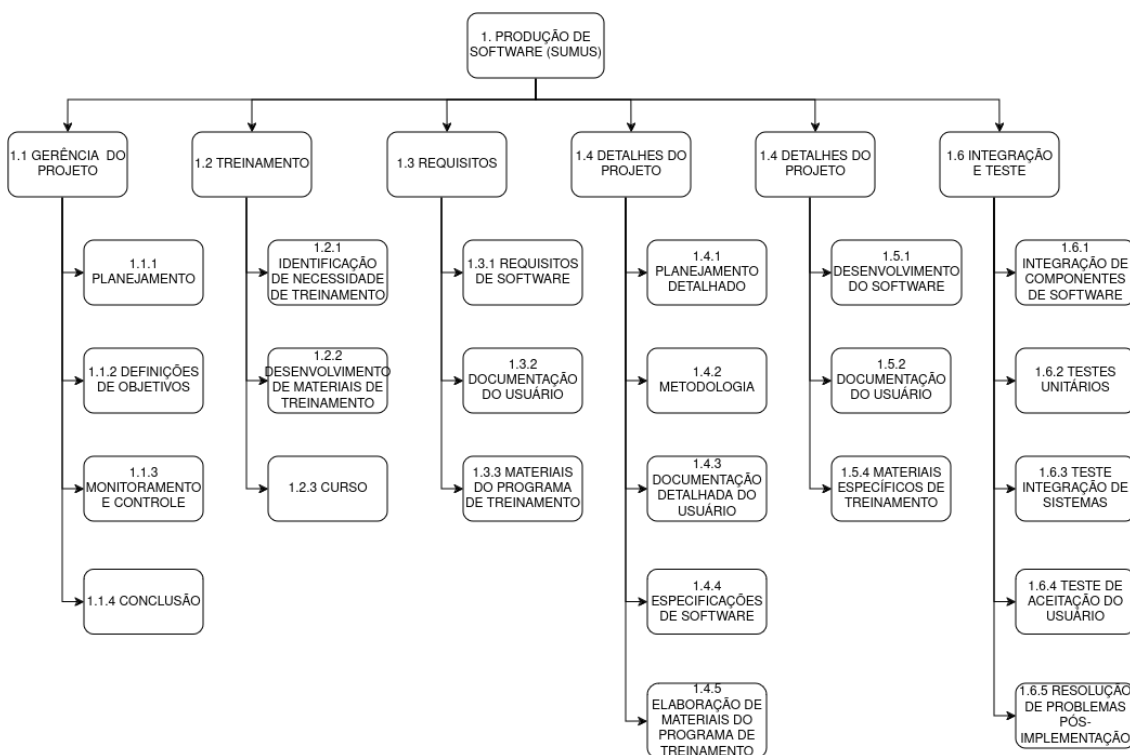 1. PRODUÇÃO DE
SOFTWARE (SUMUS)
1.1 GERÊNCIA DO
PROJETO
1.2 TREINAMENTO
1.3 REQUISITOS
1.4 DETALHES DO
PROJETO
1.4 DETALHES DO
PROJETO
1.6 INTEGRAÇÃO
E TESTE
1.1.1
PLANEJAMENTO
1.2.1
IDENTIFICAÇÃO
DE NECESSIDADE
DE TREINAMENTO
1.3.1 REQUISITOS
DE SOFTWARE
1.4.1
PLANEJAMENTO
DETALHADO
1.5.1
DESENVOLVIMENTO
DO SOFTWARE
1.6.1
INTEGRAÇÃO DE
COMPONENTES
DE SOFTWARE
1.1.2 DEFINIÇÕES
DE OBJETIVOS
1.2.2
DESENVOLVIMENTO
DE MATERIAIS DE
TREINAMENTO
1.3.2
DOCUMENTAÇÃO
DO USUÁRIO
1.4.2
METODOLOGIA
1.5.2
DOCUMENTAÇÃO
DO USUÁRIO
1.6.2 TESTES
UNITÁRIOS
1.1.3
MONITORAMENTO
E CONTROLE
1.2.3 CURSO
1.3.3 MATERIAIS
DO PROGRAMA
DE TREINAMENTO
1.4.3
DOCUMENTAÇÃO
DETALHADA DO
USUÁRIO
1.5.4 MATERIAIS
ESPECÍFICOS DE
TREINAMENTO
1.6.3 TESTE
INTEGRAÇÃO DE
SISTEMAS
1.1.4 CONCLUSÃO
1.4.4
ESPECIFICAÇÕES
DE SOFTWARE
1.6.4 TESTE DE
ACEITAÇÃO DO
USUÁRIO
1.4.5
ELABORAÇÃO DE
MATERIAIS DO
PROGRAMA DE
TREINAMENTO
1.6.5 RESOLUÇÃO
DE PROBLEMAS
PÓS-
IMPLEMENTAÇÃO